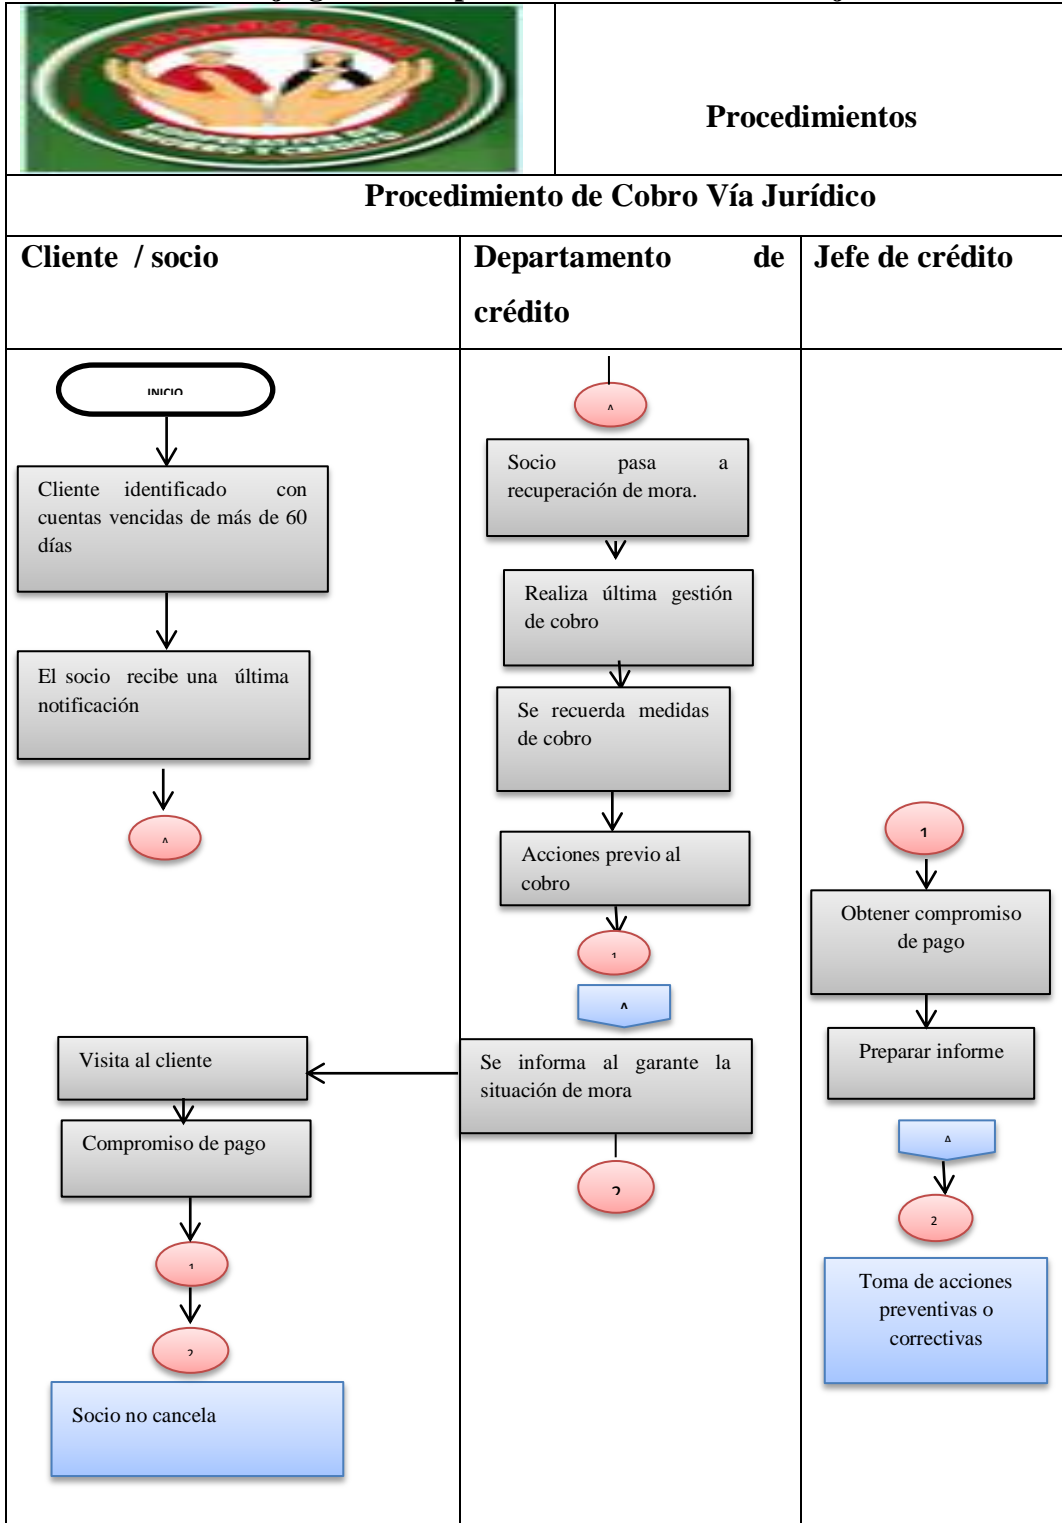 Procedimientos
Procedimiento de Cobro Vía Jurídico
Cliente / socio
Departamento de
crédito
Jefe de crédito
INICIO
Cliente identificado con
cuentas vencidas de más de 60
días
El socio recibe una última
notificación
A
Visita al cliente
Compromiso de pago
1
2
Socio no cancela
A
Socio pasa a
recuperación de mora.
Realiza última gestión
de cobro
Se recuerda medidas
de cobro
Acciones previo al
cobro
1
A
Se informa al garante la
situación de mora
2
1
Obtener compromiso
de pago
Preparar informe
A
2
Toma de acciones
preventivas o
correctivas